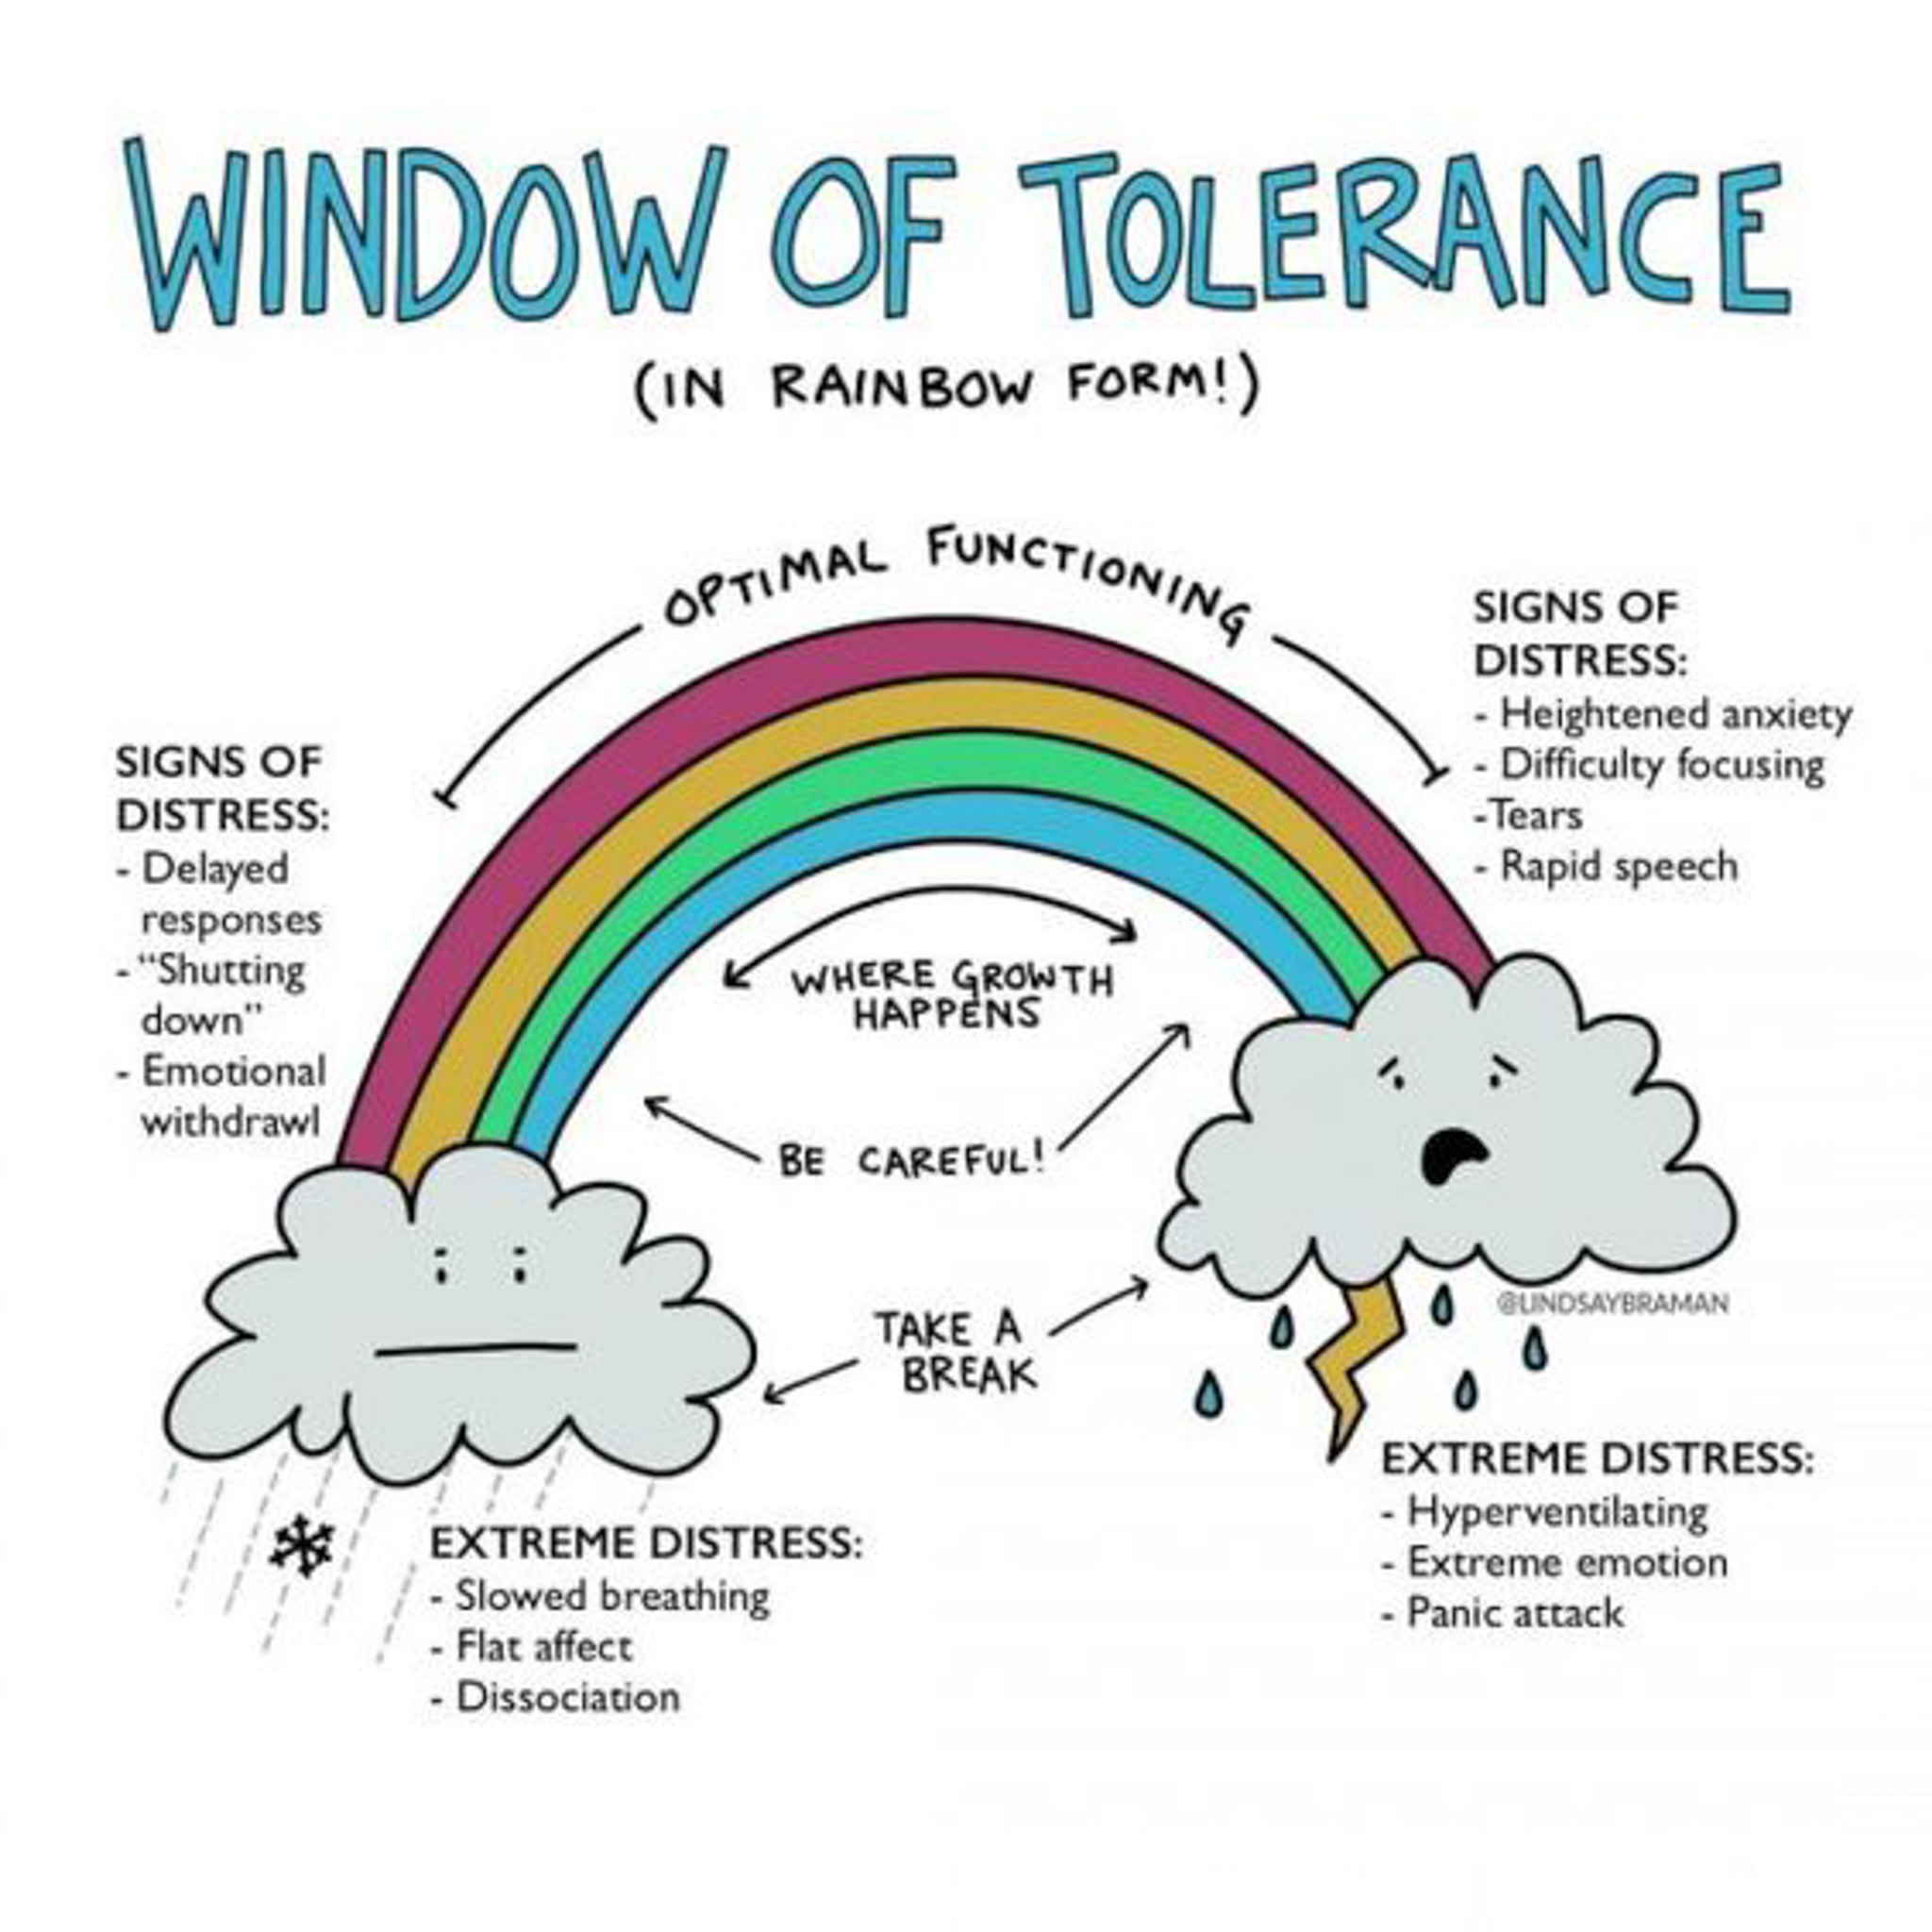 WINDOW OF TOLERANCE
(IN RAINBOW FORM!)
OPTIMAL FUNCTIONING
SIGNS OF
DISTRESS:
- Heightened anxiety
- Difficulty focusing
-Tears
- Rapid speech
SIGNS OF
DISTRESS:
- Delayed
responses
- “Shutting
down”
- Emotional
withdrawl
WHERE GROWTH
HAPPENS
BE CAREFUL!
TAKE A
BREAK
@LINDSAYBRAMAN
EXTREME DISTRESS:
- Hyperventilating
- Extreme emotion
- Panic attack
EXTREME DISTRESS:
- Slowed breathing
- Flat affect
- Dissociation